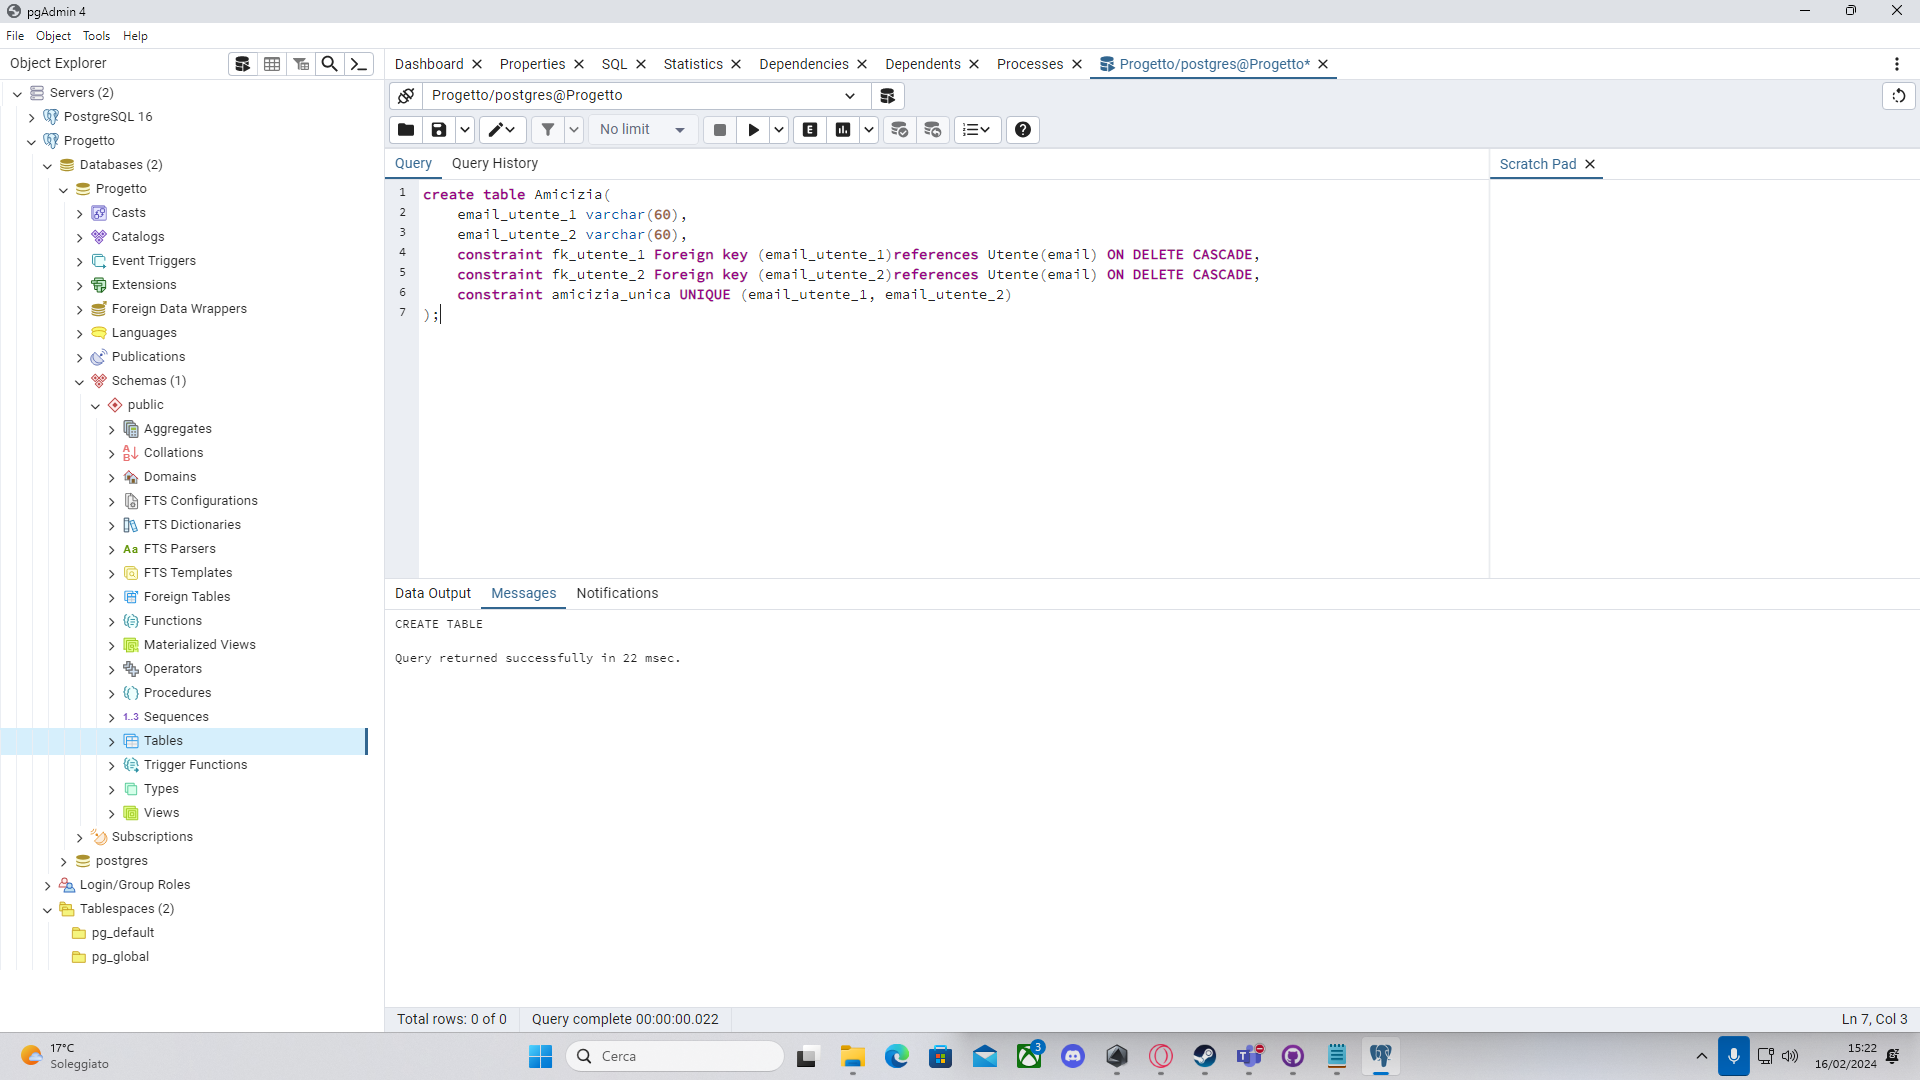 pgAdmin 4
File Object Tools Help
Object Explorer
Dashboard Properties SQL Statistics Dependencies Dependents Processes Progetto/postgres@Progetto*
Servers (2)
PostgreSQL 16
Progetto
Databases (2)
Progetto
Casts
Catalogs
Event Triggers
Extensions
Foreign Data Wrappers
Languages
Publications
Schemas (1)
public
Aggregates
Collations
Domains
FTS Configurations
FTS Dictionaries
Aa FTS Parsers
FTS Templates
Foreign Tables
Functions
Materialized Views
Operators
Procedures
1..3 Sequences
Tables
Trigger Functions
Types
Views
Subscriptions
postgres
Login/Group Roles
Tablespaces (2)
pg_default
pg_global
Progetto/postgres@Progetto
No limit E
Query Query History
Scratch Pad
1 create table Amicizia(
2 email_utente_1 varchar(60),
3 email_utente_2 varchar(60),
4 constraint fk_utente_1 Foreign key (email_utente_1)references Utente(email) ON DELETE CASCADE,
5 constraint fk_utente_2 Foreign key (email_utente_2)references Utente(email) ON DELETE CASCADE,
6 constraint amicizia_unica UNIQUE (email_utente_1, email_utente_2)
7 );
Data Output Messages Notifications
CREATE TABLE
Query returned successfully in 22 msec.
Total rows: 0 of 0 Query complete 00:00:00.022 Ln 7, Col 3
17°C
Soleggiato
Cerca
3
15:22
16/02/2024